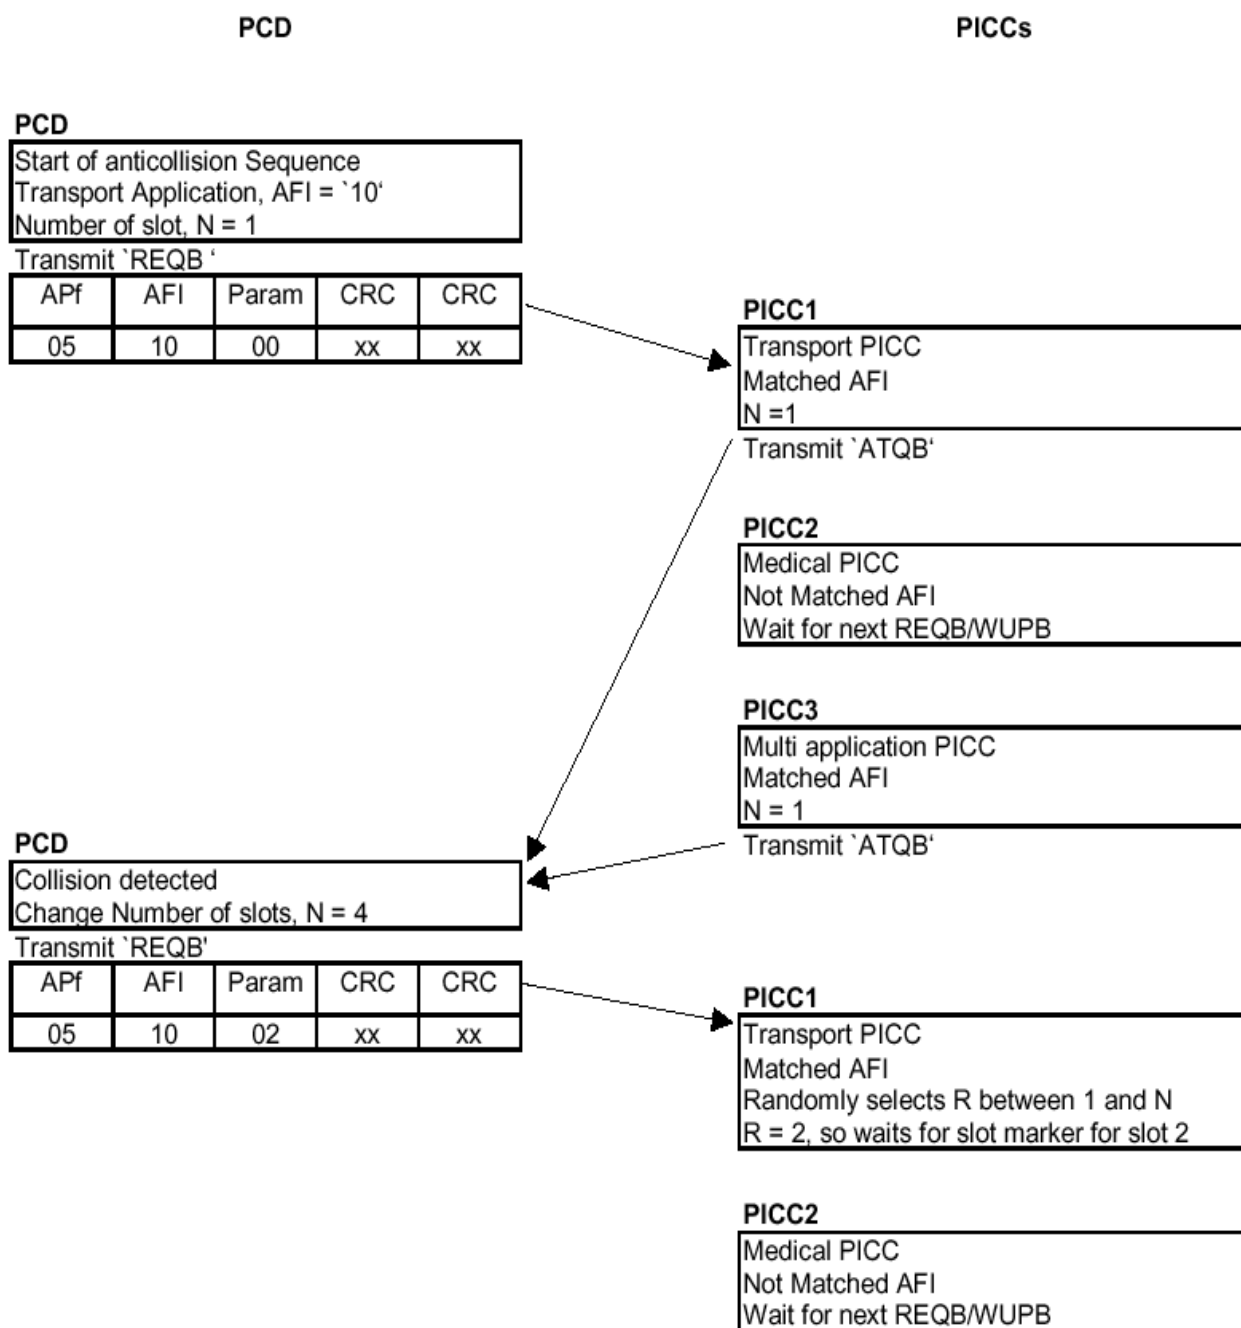 PCD PICCs
PCD
Start of anticollision Sequence
Transport Application, AFI = `10‘
Number of slot, N = 1
Transmit `REQB ‘
APf AFI Param CRC CRC
05 10 00 xx xx
PICC1
Transport PICC
Matched AFI
N =1
Transmit `ATQB‘
PICC2
Medical PICC
Not Matched AFI
Wait for next REQB/WUPB
PICC3
Multi application PICC
Matched AFI
N = 1
Transmit `ATQB‘
PCD
Collision detected
Change Number of slots, N = 4
Transmit `REQB'
APf AFI Param CRC CRC
05 10 02 xx xx
PICC1
Transport PICC
Matched AFI
Randomly selects R between 1 and N
R = 2, so waits for slot marker for slot 2
PICC2
Medical PICC
Not Matched AFI
Wait for next REQB/WUPB